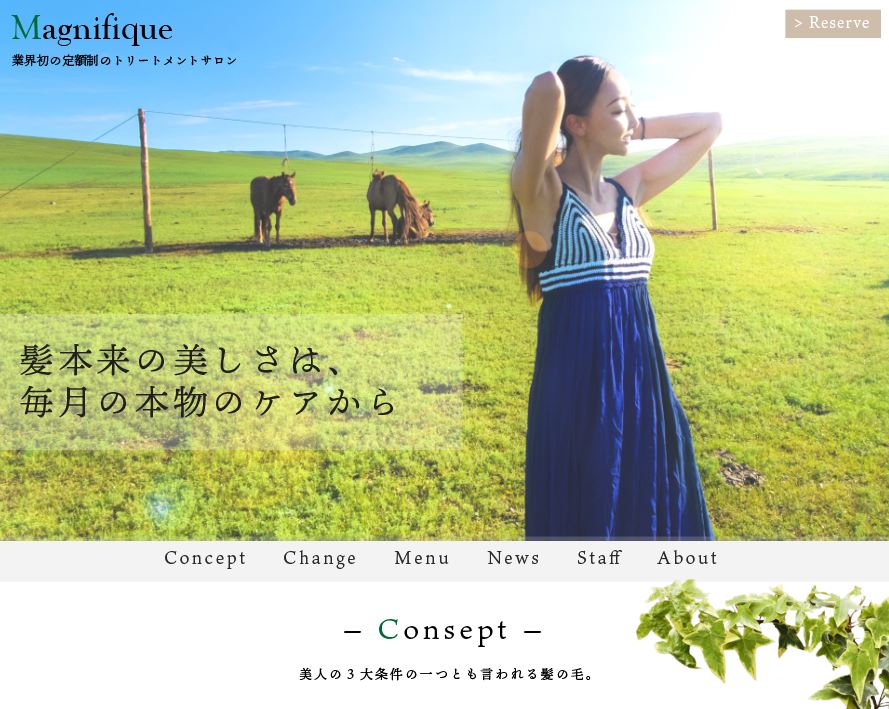 Magnifique
業界初の定額制のトリートメントサロン
> Reserve
髪本来の美しさは、
毎月の本物のケアから
Concept Change Menu News Staff About
– Consept –
美人の３大条件の一つとも言われる髪の毛。